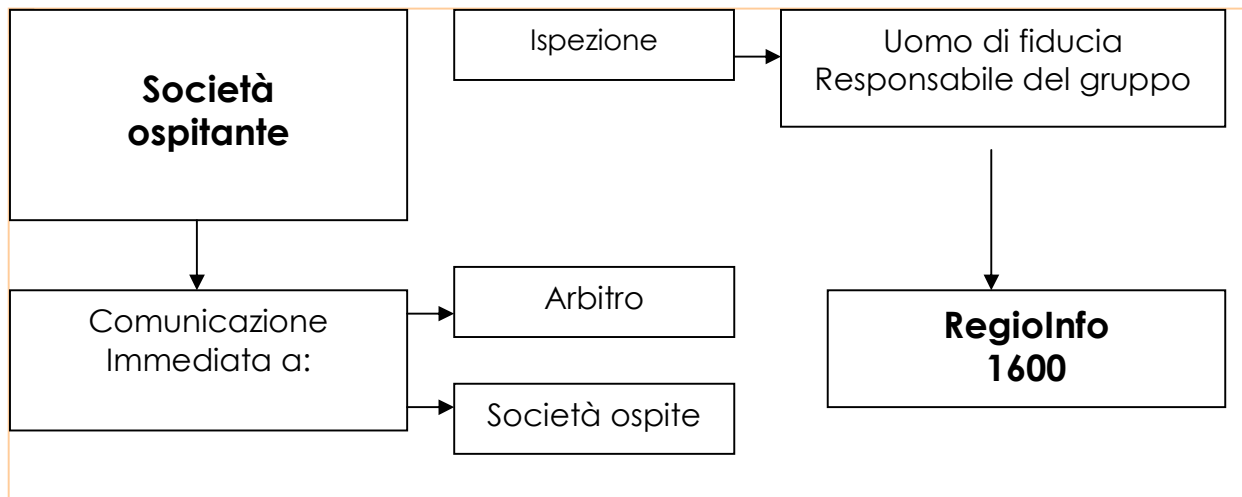 Società
ospitante
Ispezione
Uomo di fiducia
Responsabile del gruppo
Comunicazione
Immediata a:
Arbitro
Società ospite
RegioInfo
1600